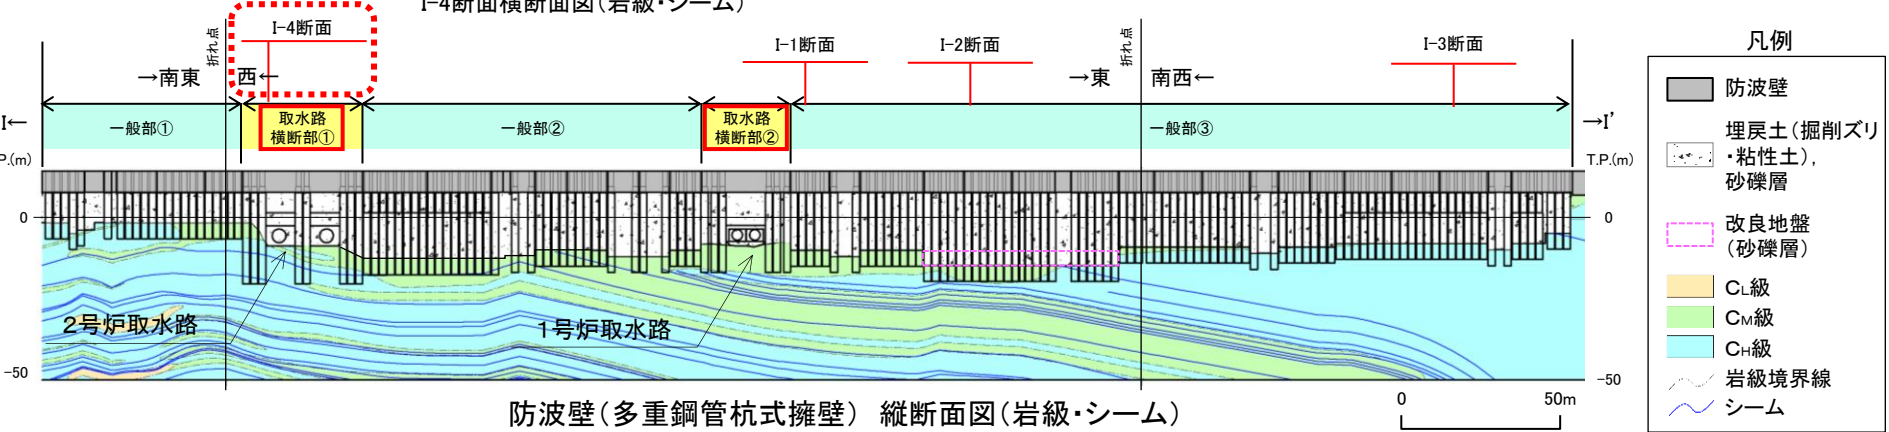 I-4断面横断面図(岩級・シーム)
折れ点
I-4断面
I-1断面
I-2断面
折れ点
I-3断面
→南東
西←
→東
南西←
I←
一般部①
取水路
横断部①
一般部②
取水路
横断部②
一般部③
→I’
P.(m)
T.P.(m)
0
0
2号炉取水路
1号炉取水路
-50
-50
防波壁(多重鋼管杭式擁壁) 縦断面図(岩級・シーム)
0
50m
凡例
防波壁
埋戻土(掘削ズリ
・粘性土),
砂礫層
改良地盤
(砂礫層)
CL級
CM級
CH級
岩級境界線
シーム